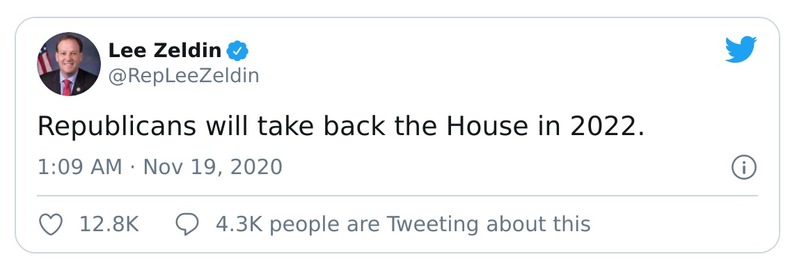 Lee Zeldin
@RepLeeZeldin
Republicans will take back the House in 2022.
1:09 AM · Nov 19, 2020
12.8K 4.3K people are Tweeting about this